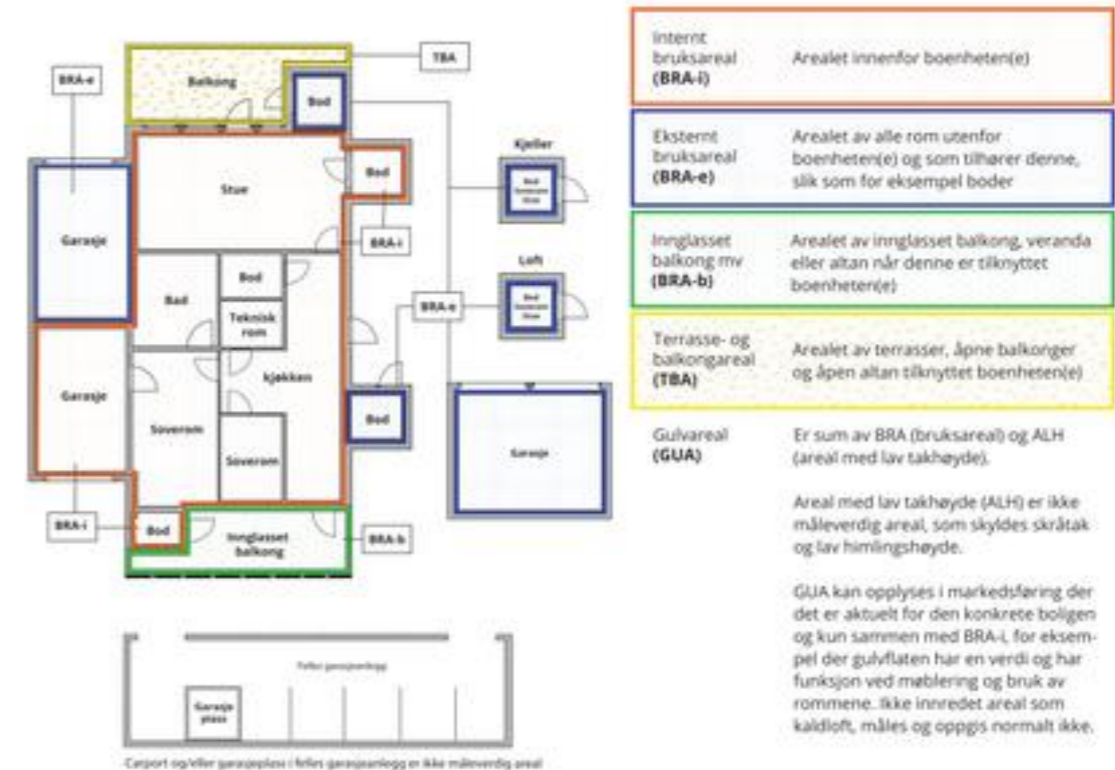 TBA
BRA-e
Balkong
Bod
Kjeller
Bod
Stue
Bod
Garasje
BRA-i
Loft
Bod
Bad
Bod
BRA-e
Teknisk
rom
kjøkken
Garasje
Soverom
Bod
Garasje
Soverom
BRA-i
Bod
Innglasset
balkong
BRA-b
Felles garasjeanlegg
Garasje
plass
Carport og/eller garasjeplass i felles garasjeanlegg er ikke måleverdig areal
Internt
bruksareal
(BRA-i)
Arealet innenfor boenheten(e)
Eksternt
bruksareal
(BRA-e)
Arealet av alle rom utenfor
boenheten(e) og som tilhører denne,
slik som for eksempel boder
Innglasset
balkong mv
(BRA-b)
Arealet av innglasset balkong, veranda
eller altan når denne er tilknyttet
boenheten(e)
Terrasse- og
balkongareal
(TBA)
Arealet av terrasser, åpne balkonger
og åpen altan tilknyttet boenheten(e)
Gulvareal
(GUA)
Er sum av BRA (bruksareal) og ALH
(areal med lav takhøyde).
Areal med lav takhøyde (ALH) er ikke
måleverdig areal, som skyldes skråtak
og lav himlingshøyde.
GUA kan opplyses i markedsføring der
det er aktuelt for den konkrete boligen
og kun sammen med BRA-i, for eksem-
pel der gulvflaten har en verdi og har
funksjon ved møblering og bruk av
rommene. Ikke innredet areal som
kaldloft, måles og oppgis normalt ikke.